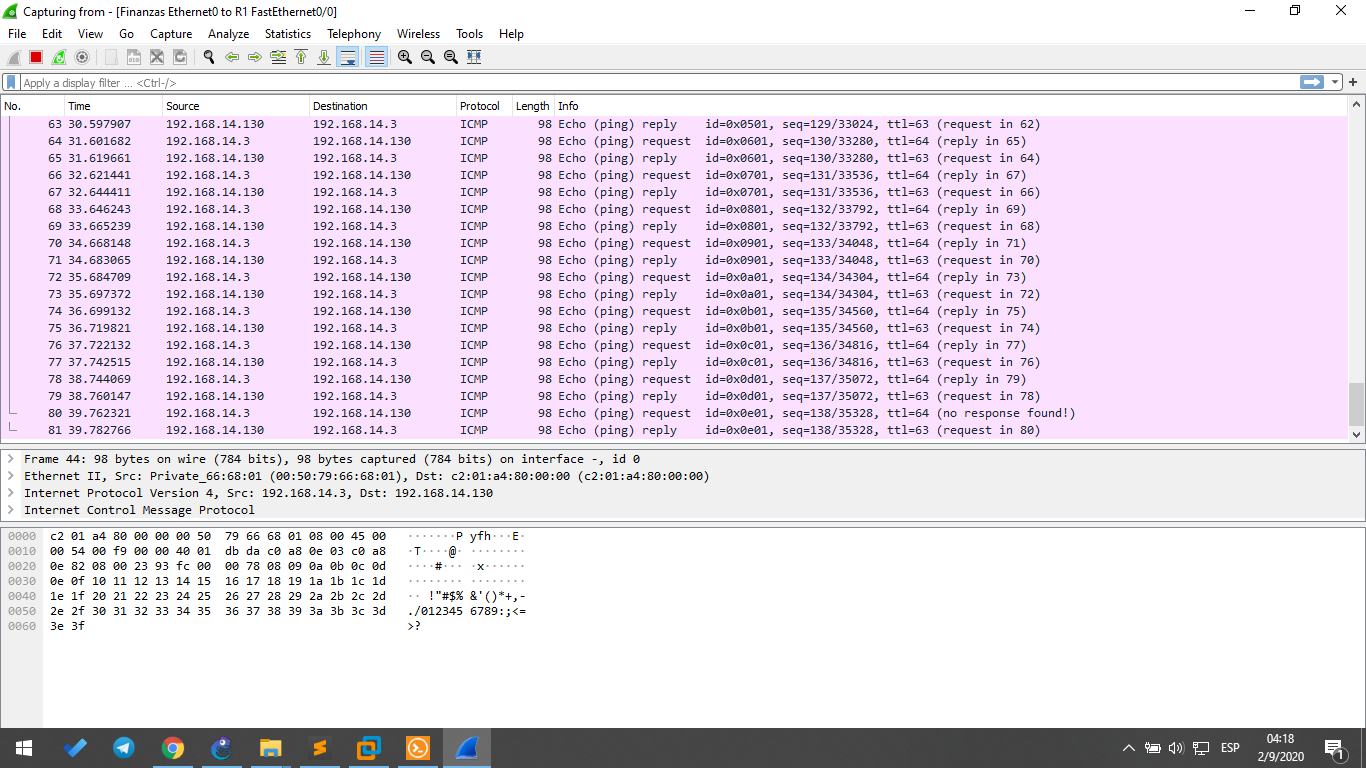 Capturing from - [Finanzas Ethernet0 to R1 FastEthernet0/0]
File Edit View Go Capture Analyze Statistics Telephony Wireless Tools Help
Apply a display filter ... <Ctrl-/>
No. Time Source Destination Protocol Length Info
63 30.597907 192.168.14.130 192.168.14.3 ICMP 98 Echo (ping) reply id=0x0501, seq=129/33024, ttl=63 (request in 62)
64 31.601682 192.168.14.3 192.168.14.130 ICMP 98 Echo (ping) request id=0x0601, seq=130/33280, ttl=64 (reply in 65)
65 31.619661 192.168.14.130 192.168.14.3 ICMP 98 Echo (ping) reply id=0x0601, seq=130/33280, ttl=63 (request in 64)
66 32.621441 192.168.14.3 192.168.14.130 ICMP 98 Echo (ping) request id=0x0701, seq=131/33536, ttl=64 (reply in 67)
67 32.644411 192.168.14.130 192.168.14.3 ICMP 98 Echo (ping) reply id=0x0701, seq=131/33536, ttl=63 (request in 66)
68 33.646243 192.168.14.3 192.168.14.130 ICMP 98 Echo (ping) request id=0x0801, seq=132/33792, ttl=64 (reply in 69)
69 33.665239 192.168.14.130 192.168.14.3 ICMP 98 Echo (ping) reply id=0x0801, seq=132/33792, ttl=63 (request in 68)
70 34.668148 192.168.14.3 192.168.14.130 ICMP 98 Echo (ping) request id=0x0901, seq=133/34048, ttl=64 (reply in 71)
71 34.683065 192.168.14.130 192.168.14.3 ICMP 98 Echo (ping) reply id=0x0901, seq=133/34048, ttl=63 (request in 70)
72 35.684709 192.168.14.3 192.168.14.130 ICMP 98 Echo (ping) request id=0x0a01, seq=134/34304, ttl=64 (reply in 73)
73 35.697372 192.168.14.130 192.168.14.3 ICMP 98 Echo (ping) reply id=0x0a01, seq=134/34304, ttl=63 (request in 72)
74 36.699132 192.168.14.3 192.168.14.130 ICMP 98 Echo (ping) request id=0x0b01, seq=135/34560, ttl=64 (reply in 75)
75 36.719821 192.168.14.130 192.168.14.3 ICMP 98 Echo (ping) reply id=0x0b01, seq=135/34560, ttl=63 (request in 74)
76 37.722132 192.168.14.3 192.168.14.130 ICMP 98 Echo (ping) request id=0x0c01, seq=136/34816, ttl=64 (reply in 77)
77 37.742515 192.168.14.130 192.168.14.3 ICMP 98 Echo (ping) reply id=0x0c01, seq=136/34816, ttl=63 (request in 76)
78 38.744069 192.168.14.3 192.168.14.130 ICMP 98 Echo (ping) request id=0x0d01, seq=137/35072, ttl=64 (reply in 79)
79 38.760147 192.168.14.130 192.168.14.3 ICMP 98 Echo (ping) reply id=0x0d01, seq=137/35072, ttl=63 (request in 78)
80 39.762321 192.168.14.3 192.168.14.130 ICMP 98 Echo (ping) request id=0x0e01, seq=138/35328, ttl=64 (no response found!)
81 39.782766 192.168.14.130 192.168.14.3 ICMP 98 Echo (ping) reply id=0x0e01, seq=138/35328, ttl=63 (request in 80)
Frame 44: 98 bytes on wire (784 bits), 98 bytes captured (784 bits) on interface -, id 0
Ethernet II, Src: Private_66:68:01 (00:50:79:66:68:01), Dst: c2:01:a4:80:00:00 (c2:01:a4:80:00:00)
Internet Protocol Version 4, Src: 192.168.14.3, Dst: 192.168.14.130
Internet Control Message Protocol
0000 c2 01 a4 80 00 00 00 50 79 66 68 01 08 00 45 00 ·······P yfh···E·
0010 00 54 00 f9 00 00 40 01 db da c0 a8 0e 03 c0 a8 ·T····@· ········
0020 0e 82 08 00 23 93 fc 00 00 78 08 09 0a 0b 0c 0d ····#··· ·x······
0030 0e 0f 10 11 12 13 14 15 16 17 18 19 1a 1b 1c 1d ········ ········
0040 1e 1f 20 21 22 23 24 25 26 27 28 29 2a 2b 2c 2d ·· !"#$% &'()*+,-
0050 2e 2f 30 31 32 33 34 35 36 37 38 39 3a 3b 3c 3d ./012345 6789:;<=
0060 3e 3f >?
ESP
04:18
2/9/2020
1